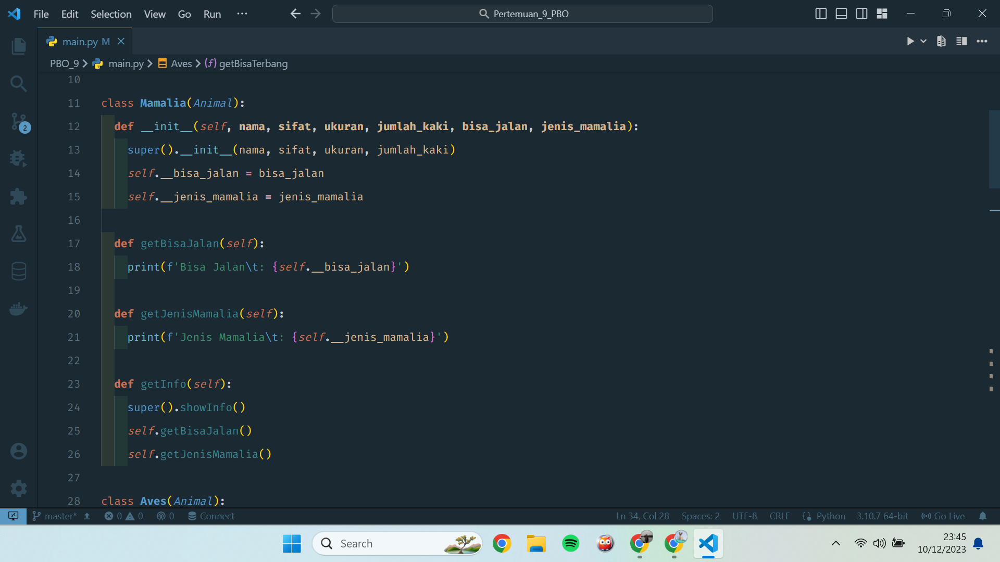 File Edit Selection View Go Run ··· Pertemuan_9_PBO
main.py M
PBO_9 > main.py > Aves > getBisaTerbang
10
11 class Mamalia(Animal):
12 def __init__(self, nama, sifat, ukuran, jumlah_kaki, bisa_jalan, jenis_mamalia):
13 super().__init__(nama, sifat, ukuran, jumlah_kaki)
14 self.__bisa_jalan = bisa_jalan
15 self.__jenis_mamalia = jenis_mamalia
16
17 def getBisaJalan(self):
18 print(f'Bisa Jalan\t: {self.__bisa_jalan}')
19
20 def getJenisMamalia(self):
21 print(f'Jenis Mamalia\t: {self.__jenis_mamalia}')
22
23 def getInfo(self):
24 super().showInfo()
25 self.getBisaJalan()
26 self.getJenisMamalia()
27
28 class Aves(Animal):
2
master* 0 0 0 Connect Ln 34, Col 28 Spaces: 2 UTF-8 CRLF Python 3.10.7 64-bit Go Live
Search
23:45
10/12/2023